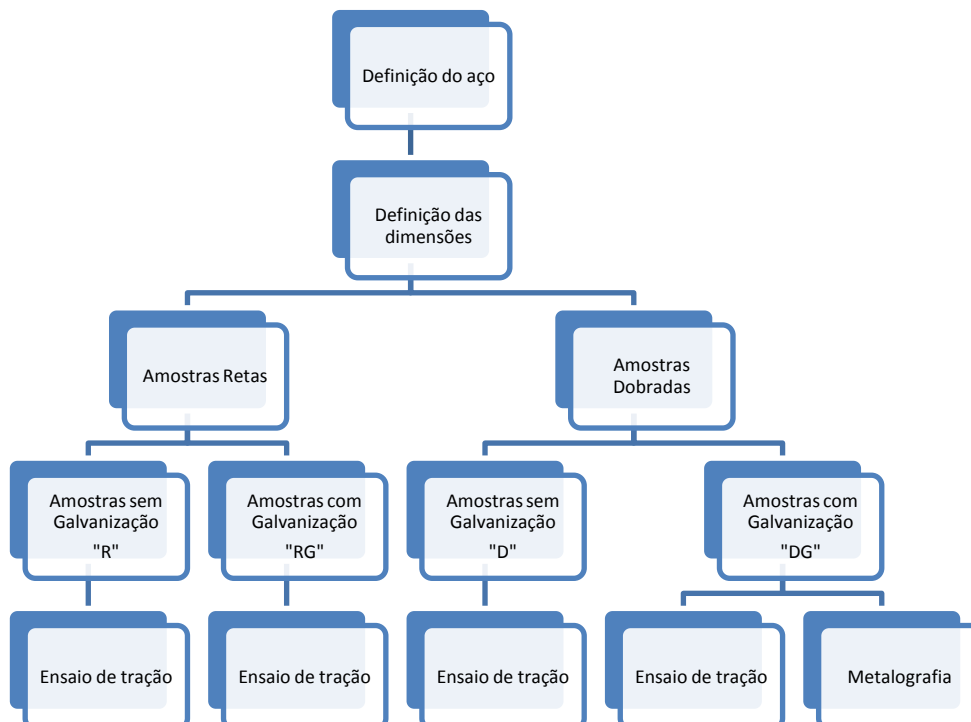 Definição do aço
Definição das
dimensões
Amostras Retas
Amostras
Dobradas
Amostras sem
Galvanização
"R"
Amostras com
Galvanização
"RG"
Amostras sem
Galvanização
"D"
Amostras com
Galvanização
"DG"
Ensaio de tração
Ensaio de tração
Ensaio de tração
Ensaio de tração
Metalografia